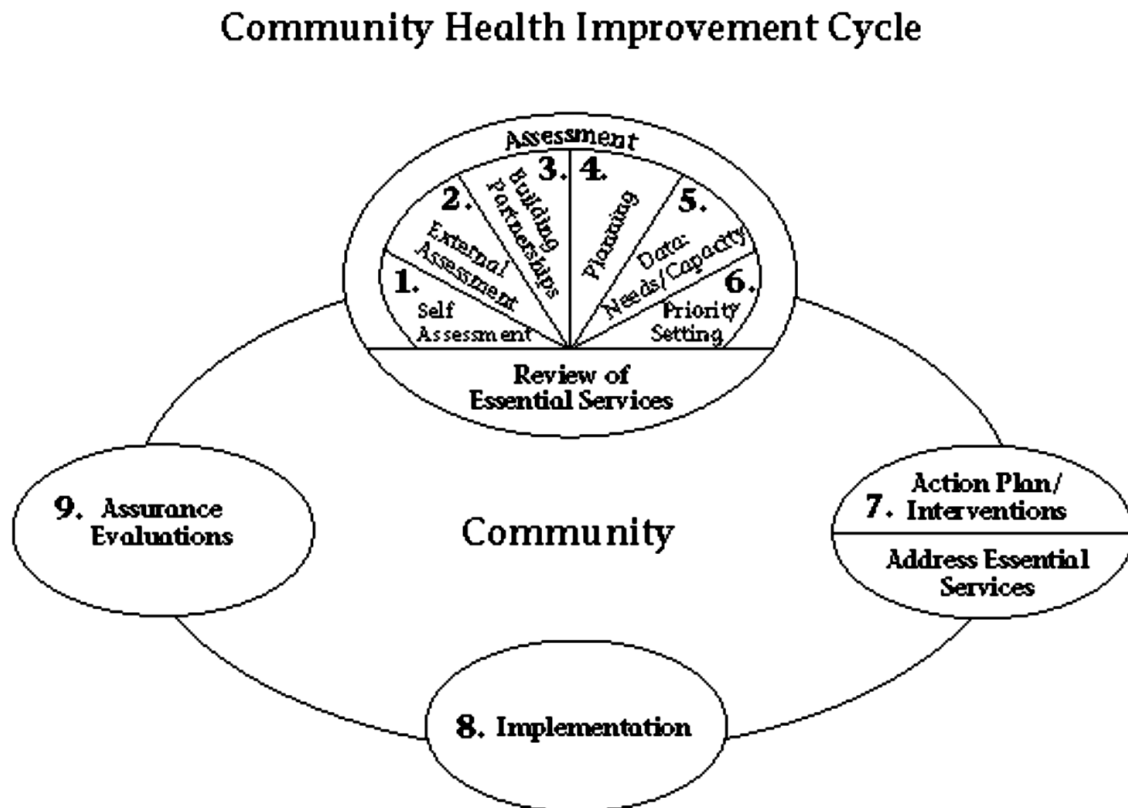 Community Health Improvement Cycle
Assessment
1.
Self
Assessment
2.
External
Assessment
3.
Building
Partnerships
4.
Planning
5.
Data:
Needs/Capacity
6.
Priority
Setting
Review of
Essential Services
7. Action Plan/
Interventions
Address Essential
Services
8. Implementation
9. Assurance
Evaluations
Community